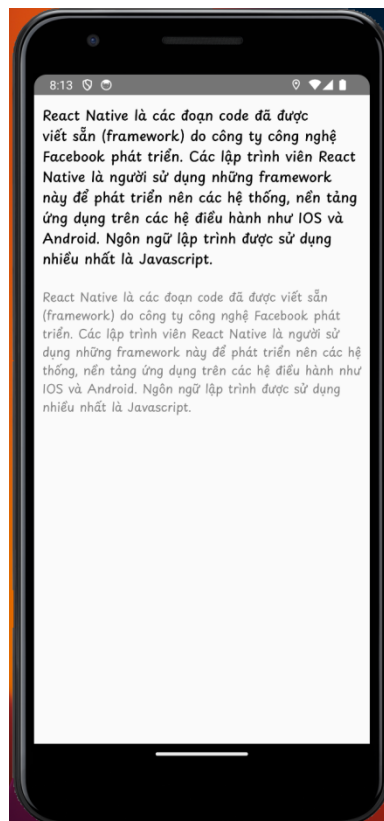 8:13
React Native là các đoạn code đã được
viết sẵn (framework) do công ty công nghệ
Facebook phát triển. Các lập trình viên React
Native là người sử dụng những framework
này để phát triển nên các hệ thống, nền tảng
ứng dụng trên các hệ điều hành như IOS và
Android. Ngôn ngữ lập trình được sử dụng
nhiều nhất là Javascript.
React Native là các đoạn code đã được viết sẵn
(framework) do công ty công nghệ Facebook phát
triển. Các lập trình viên React Native là người sử
dụng những framework này để phát triển nên các hệ
thống, nền tảng ứng dụng trên các hệ điều hành như
IOS và Android. Ngôn ngữ lập trình được sử dụng
nhiều nhất là Javascript.